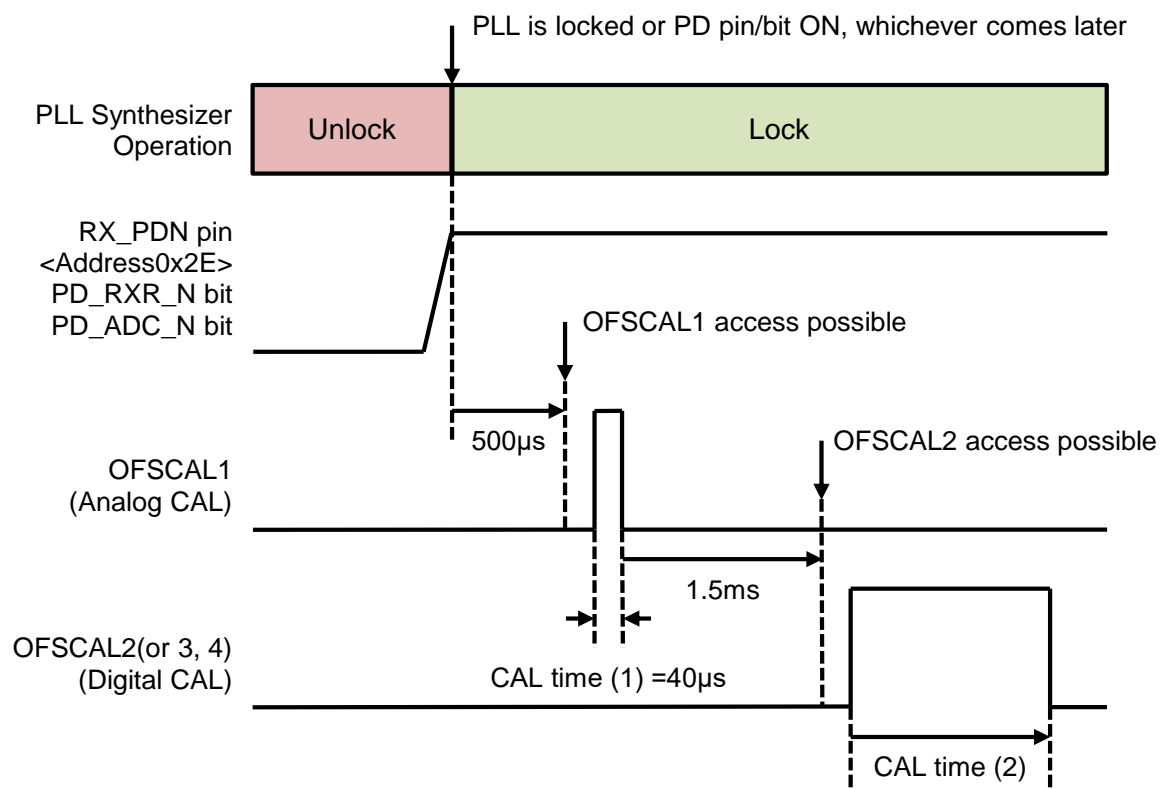 PLL is locked or PD pin/bit ON, whichever comes later
PLL Synthesizer
Operation
Unlock
Lock
RX_PDN pin
<Address0x2E>
PD_RXR_N bit
PD_ADC_N bit
OFSCAL1 access possible
500µs
OFSCAL2 access possible
OFSCAL1
(Analog CAL)
1.5ms
OFSCAL2(or 3, 4)
(Digital CAL)
CAL time (1) =40µs
CAL time (2)